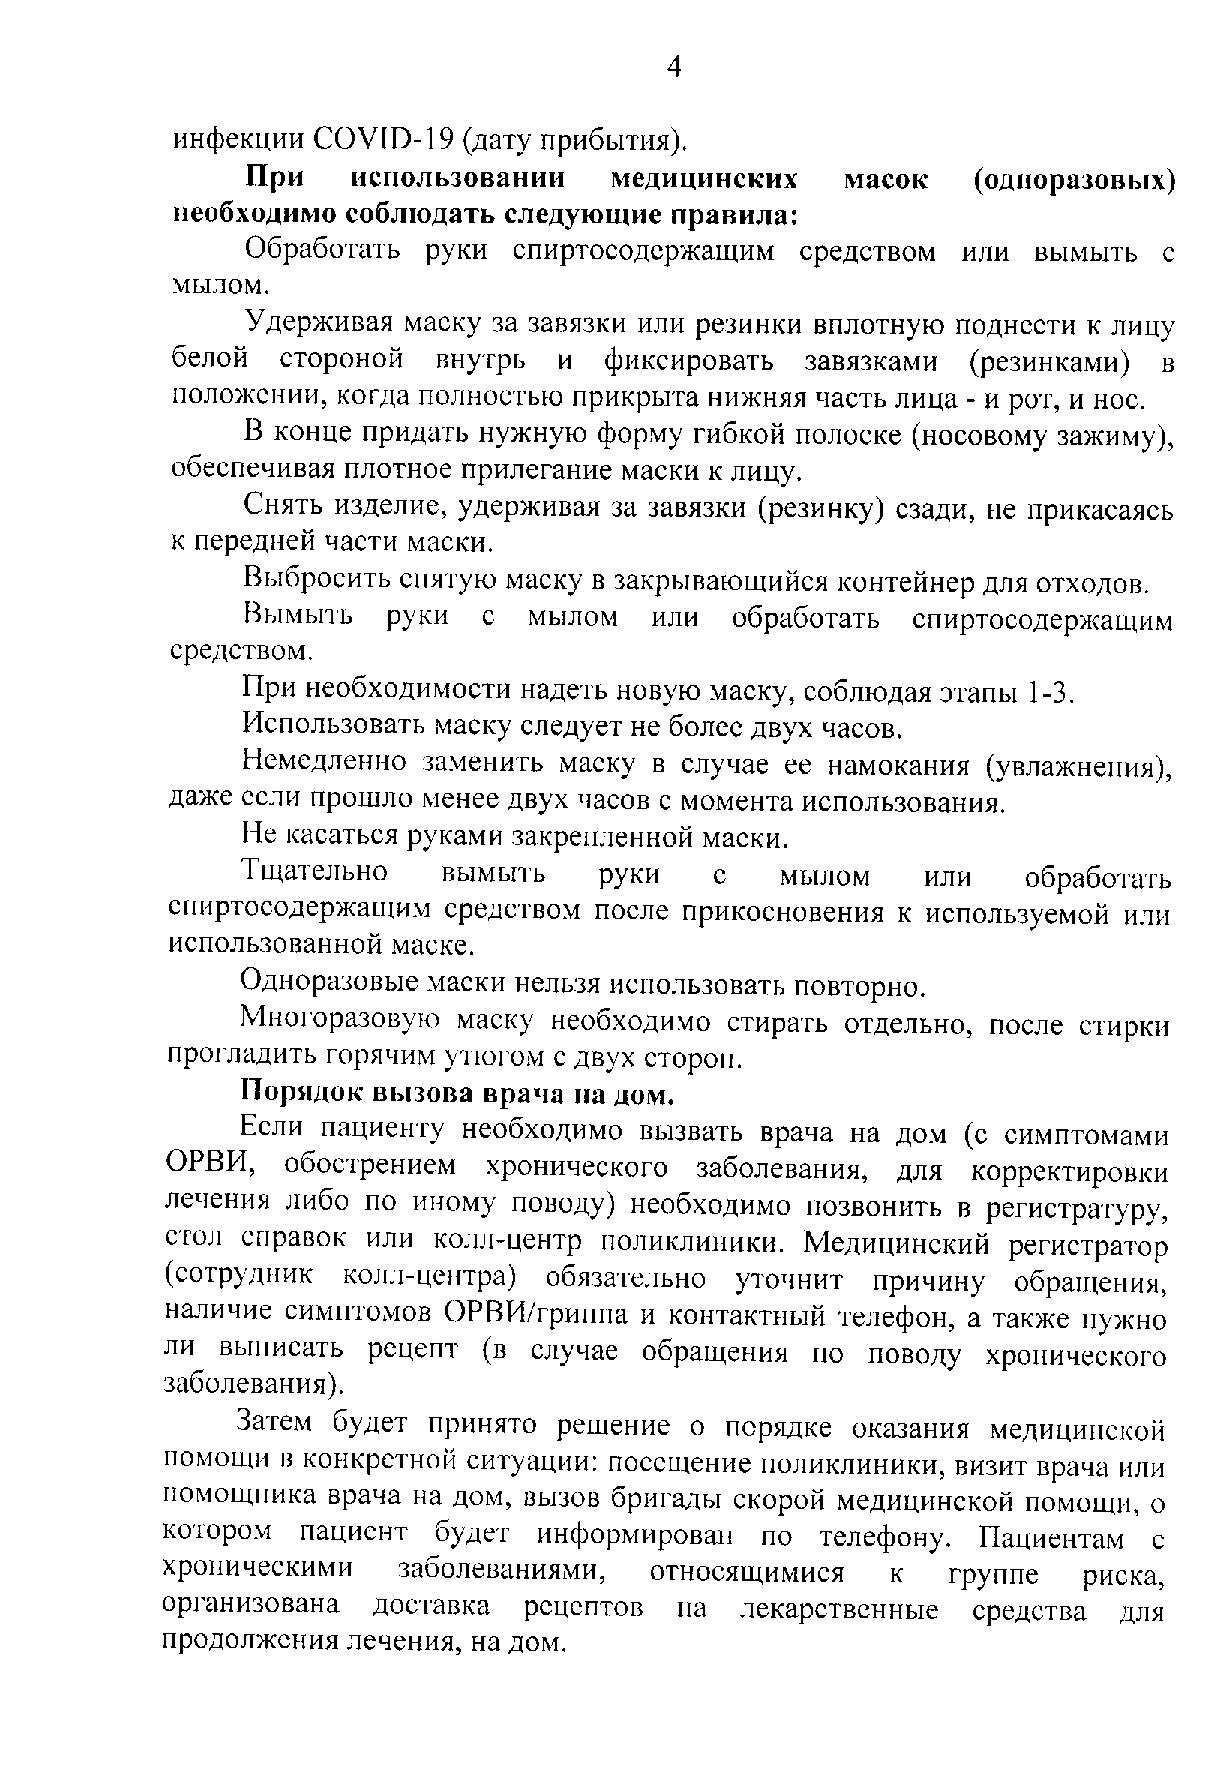 4
инфекции COVID-19 (дату прибытия).
При использовании медицинских масок (одноразовых)
необходимо соблюдать следующие правила:
Обработать руки спиртосодержащим средством или вымыть с
мылом.
Удерживая маску за завязки или резинки вплотную поднести к лицу
белой стороной внутрь и фиксировать завязками (резинками) в
положении, когда полностью прикрыта нижняя часть лица - и рот, и нос.
В конце придать нужную форму гибкой полоске (носовому зажиму),
обеспечивая плотное прилегание маски к лицу.
Снять изделие, удерживая за завязки (резинку) сзади, не прикасаясь
к передней части маски.
Выбросить снятую маску в закрывающийся контейнер для отходов.
Вымыть руки с мылом или обработать спиртосодержащим
средством.
При необходимости надеть новую маску, соблюдая этапы 1-3.
Использовать маску следует не более двух часов.
Немедленно заменить маску в случае ее намокания (увлажнения),
даже если прошло менее двух часов с момента использования.
Не касаться руками закрепленной маски.
Тщательно вымыть руки с мылом или обработать
спиртосодержащим средством после прикосновения к используемой или
использованной маске.
Одноразовые маски нельзя использовать повторно.
Многоразовую маску необходимо стирать отдельно, после стирки
прогладить горячим утюгом с двух сторон.
Порядок вызова врача на дом.
Если пациенту необходимо вызвать врача на дом (с симптомами
ОРВИ, обострением хронического заболевания, для корректировки
лечения либо по иному поводу) необходимо позвонить в регистратуру,
стол справок или колл-центр поликлиники. Медицинский регистратор
(сотрудник колл-центра) обязательно уточнит причину обращения,
наличие симптомов ОРВИ/гриппа и контактный телефон, а также нужно
ли выписать рецепт (в случае обращения по поводу хронического
заболевания).
Затем будет принято решение о порядке оказания медицинской
помощи в конкретной ситуации: посещение поликлиники, визит врача или
помощника врача на дом, вызов бригады скорой медицинской помощи, о
котором пациент будет информирован по телефону. Пациентам с
хроническими заболеваниями, относящимися к группе риска,
организована доставка рецептов на лекарственные средства для
продолжения лечения, на дом.